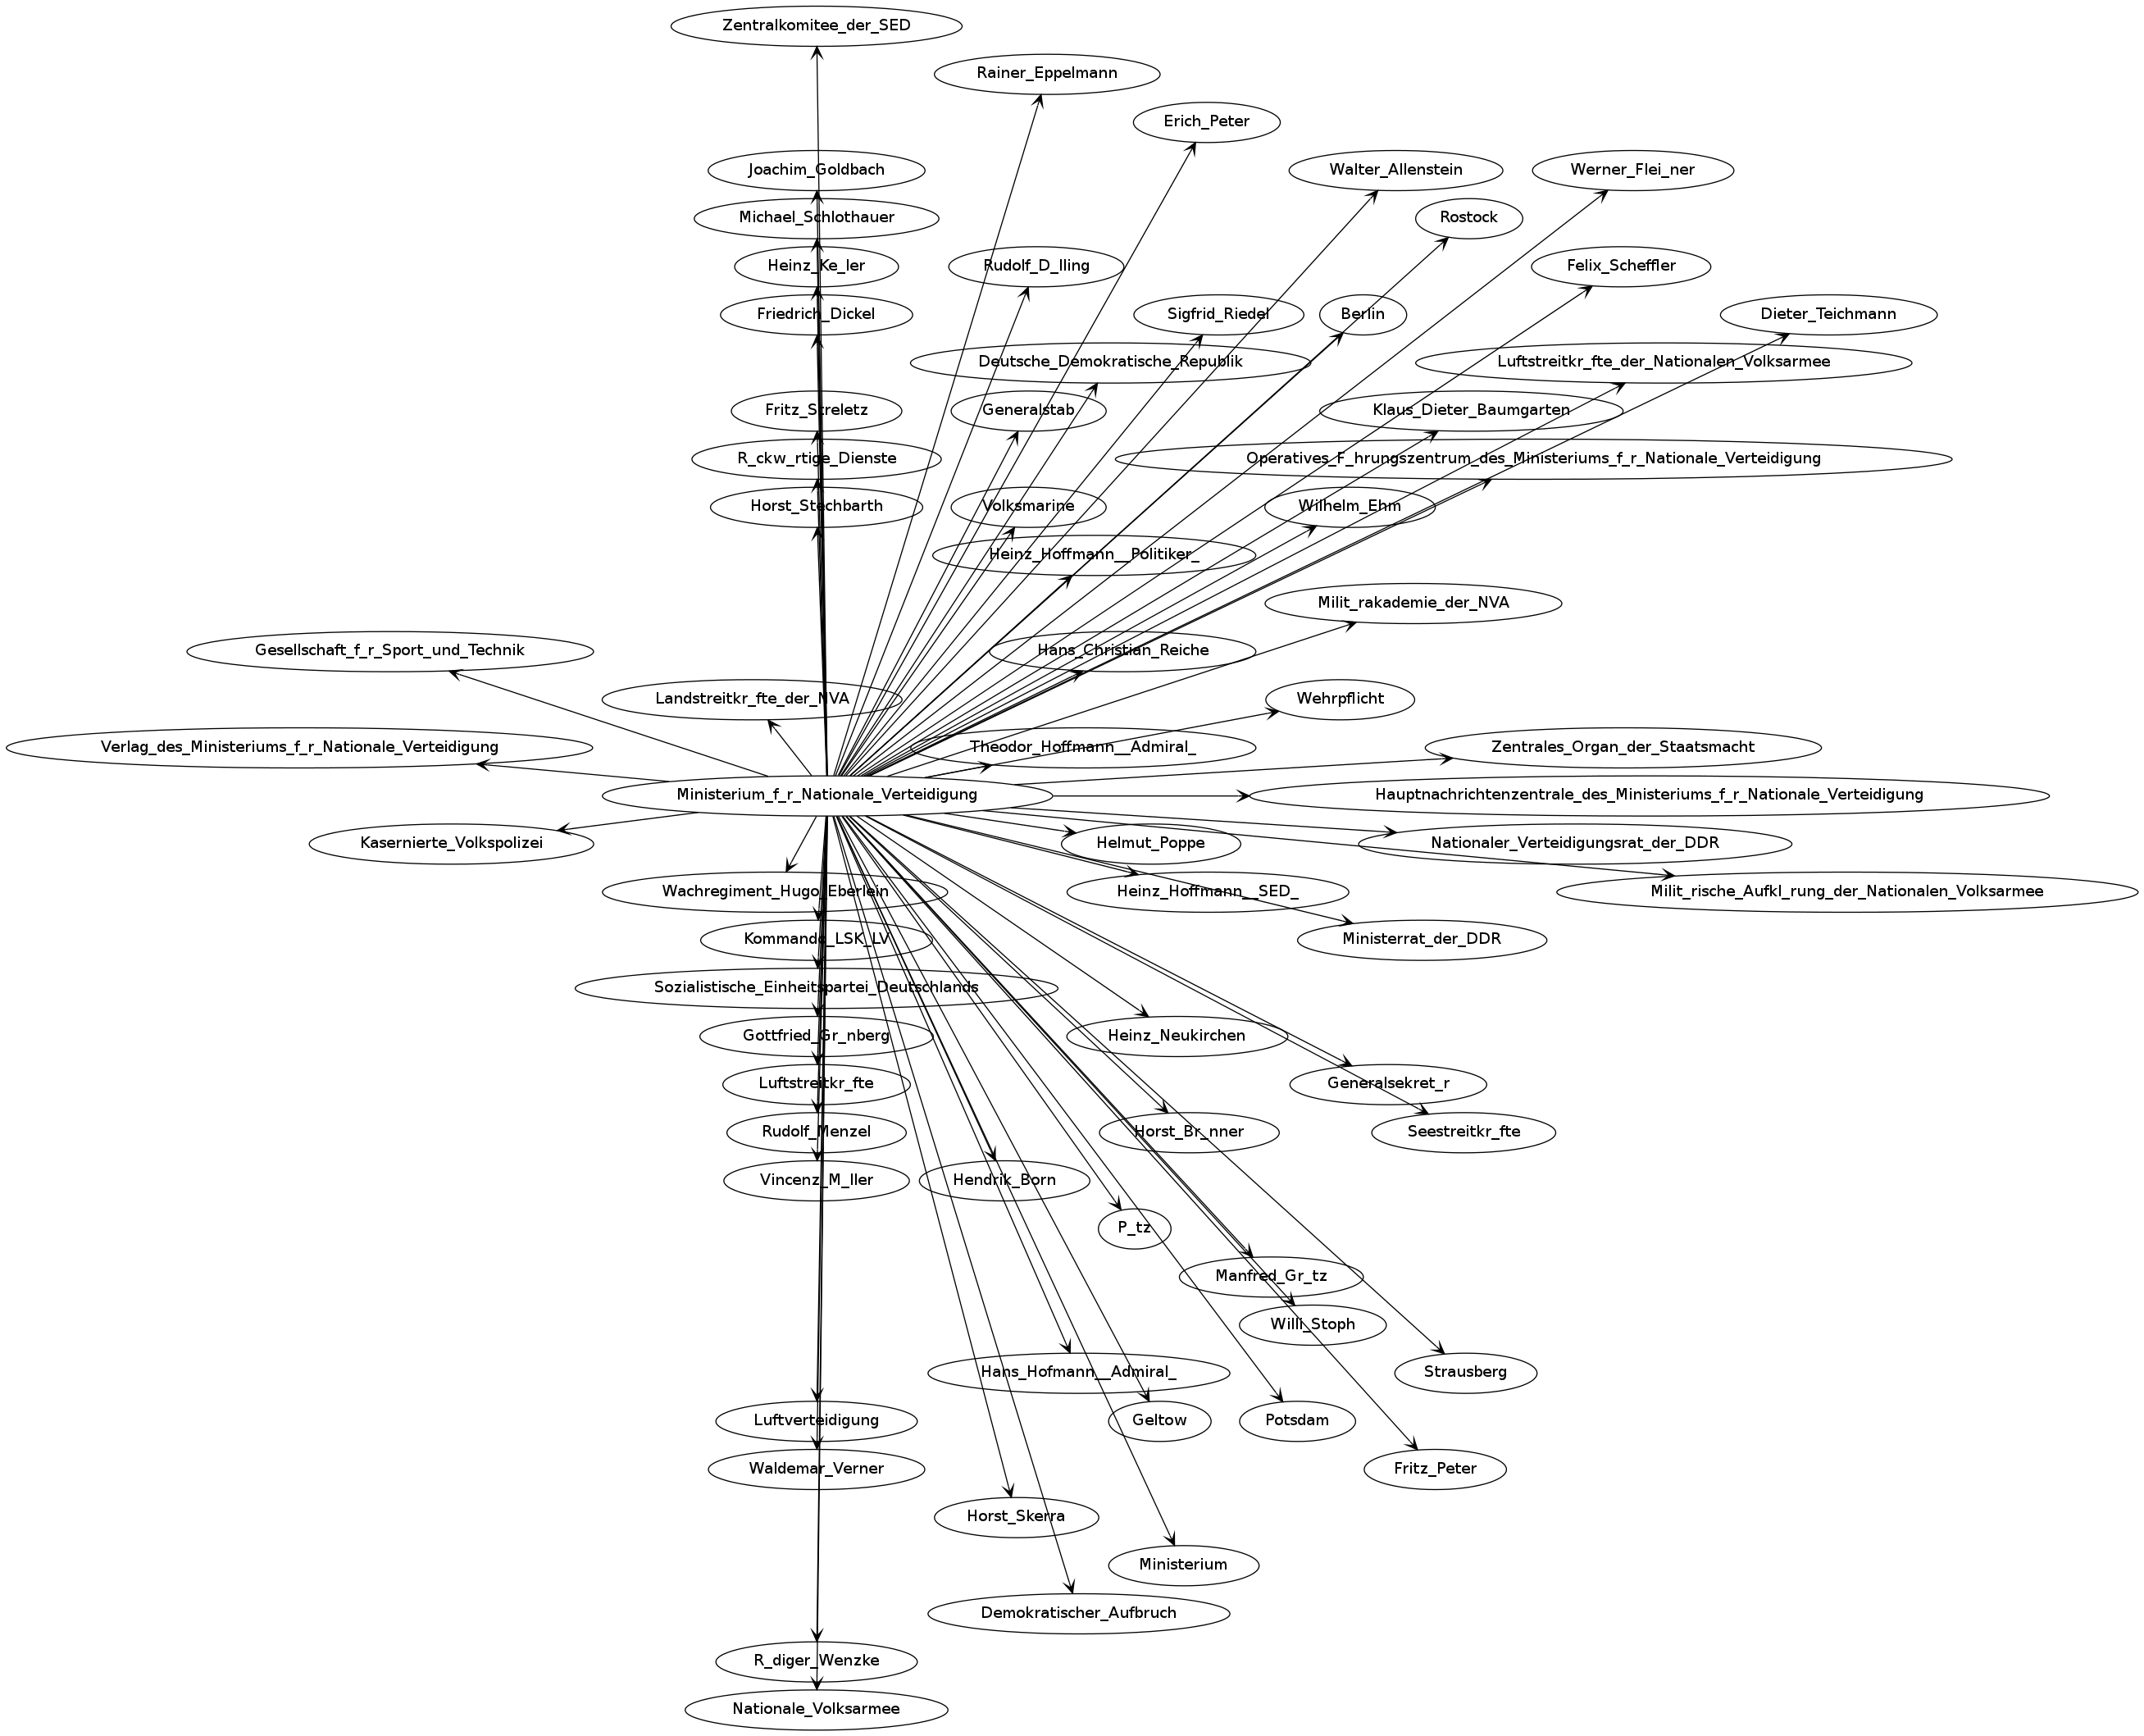 Zentralkomitee_der_SED
Rainer_Eppelmann
Erich_Peter
Joachim_Goldbach
Walter_Allenstein
Werner_Flei_ner
Michael_Schlothauer
Rostock
Heinz_Ke_ler
Rudolf_D_lling
Felix_Scheffler
Friedrich_Dickel
Sigfrid_Riedel
Berlin
Dieter_Teichmann
Deutsche_Demokratische_Republik
Luftstreitkr_fte_der_Nationalen_Volksarmee
Fritz_Streletz
Generalstab
Klaus_Dieter_Baumgarten
R_ckw_rtige_Dienste
Operatives_F_hrungszentrum_des_Ministeriums_f_r_Nationale_Verteidigung
Horst_Stechbarth
Volksmarine
Wilhelm_Ehm
Heinz_Hoffmann__Politiker_
Milit_rakademie_der_NVA
Gesellschaft_f_r_Sport_und_Technik
Hans_Christian_Reiche
Landstreitkr_fte_der_NVA
Wehrpflicht
Verlag_des_Ministeriums_f_r_Nationale_Verteidigung
Theodor_Hoffmann__Admiral_
Zentrales_Organ_der_Staatsmacht
Ministerium_f_r_Nationale_Verteidigung
Hauptnachrichtenzentrale_des_Ministeriums_f_r_Nationale_Verteidigung
Kasernierte_Volkspolizei
Helmut_Poppe
Nationaler_Verteidigungsrat_der_DDR
Wachregiment_Hugo_Eberlein
Heinz_Hoffmann__SED_
Milit_rische_Aufkl_rung_der_Nationalen_Volksarmee
Kommando_LSK_LV
Ministerrat_der_DDR
Sozialistische_Einheitspartei_Deutschlands
Gottfried_Gr_nberg
Heinz_Neukirchen
Luftstreitkr_fte
Generalsekret_r
Rudolf_Menzel
Horst_Br_nner
Seestreitkr_fte
Vincenz_M_ller
Hendrik_Born
P_tz
Manfred_Gr_tz
Willi_Stoph
Hans_Hofmann__Admiral_
Strausberg
Luftverteidigung
Geltow
Potsdam
Waldemar_Verner
Fritz_Peter
Horst_Skerra
Ministerium
Demokratischer_Aufbruch
R_diger_Wenzke
Nationale_Volksarmee